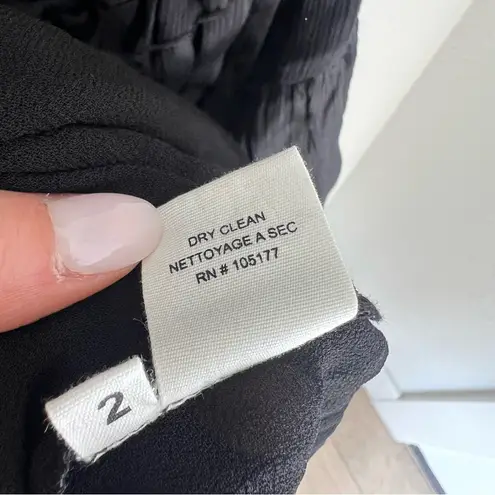 DRY CLEAN
NETTOYAGE A SEC
RN # 105177
2